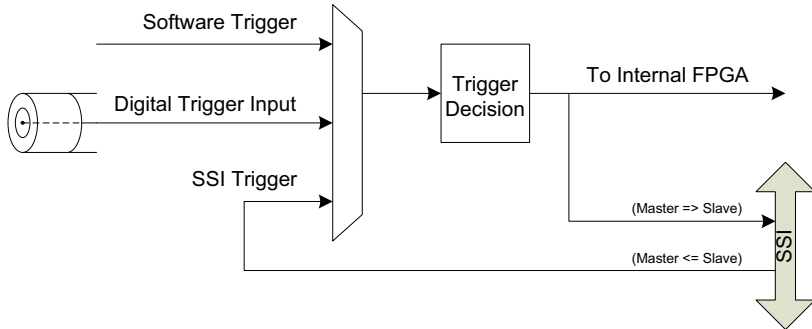 Software Trigger
Digital Trigger Input
SSI Trigger
Trigger
Decision
To Internal FPGA
(Master => Slave)
(Master <= Slave)
SSI